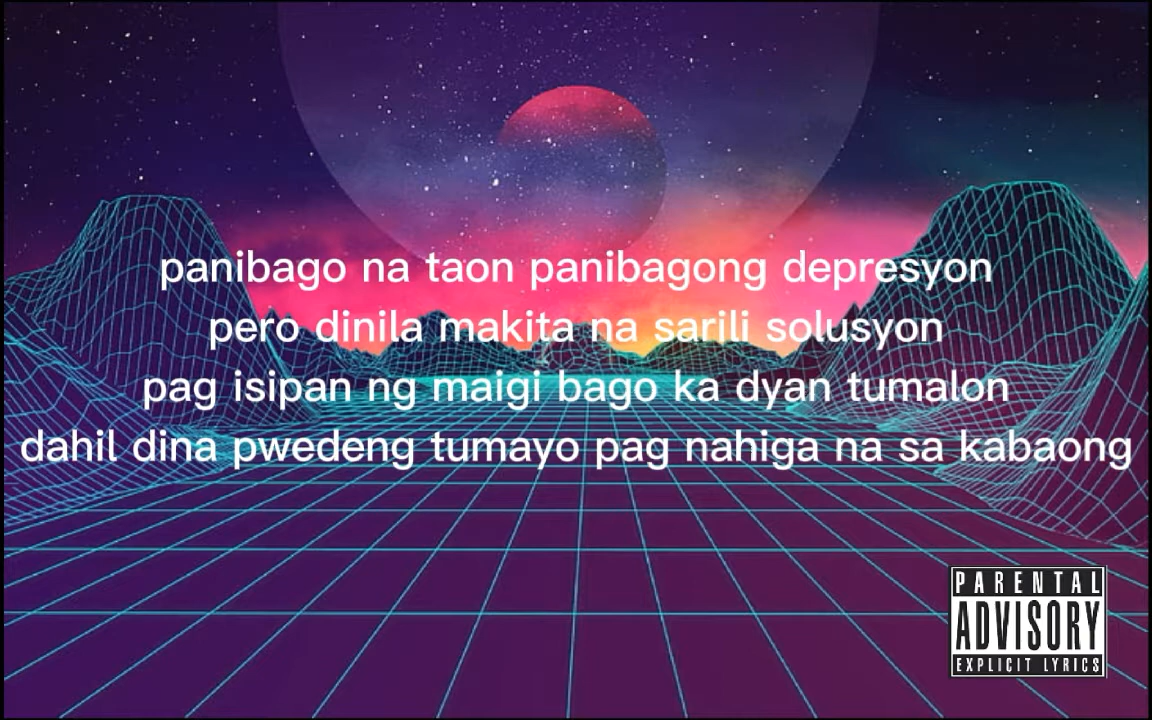 panibago na taon panibagong depresyon
pero dinila makita na sarili solusyon
pag isipan ng maigi bago ka dyan tumalon
dahil dina pwedeng tumayo pag nahiga na sa kabaong
PARENTAL
ADVISORY
EXPLICIT LYRICS